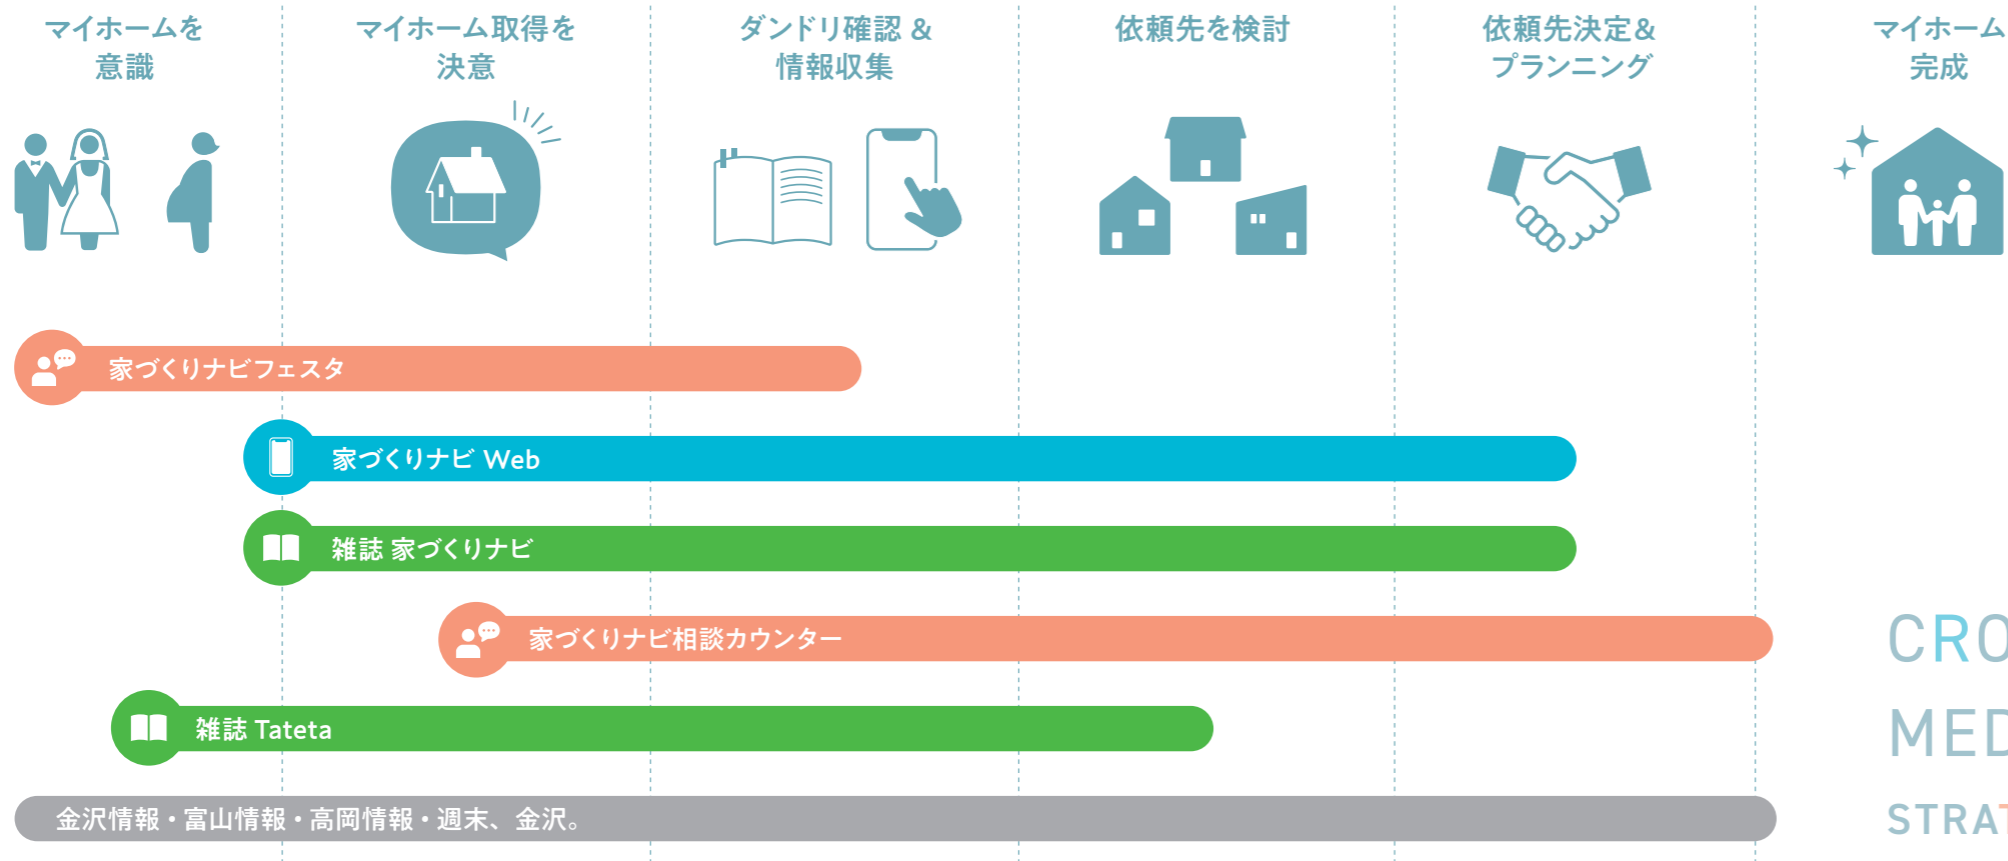 マイホームを
意識
マイホーム取得を
決意
ダンドリ確認 &
情報収集
依頼先を検討
依頼先決定&
プランニング
マイホーム
完成
家づくりナビフェスタ
家づくりナビ Web
雑誌 家づくりナビ
家づくりナビ相談カウンター
雑誌 Tateta
金沢情報・富山情報・高岡情報・週末、金沢。
CRO
MED
STRAT